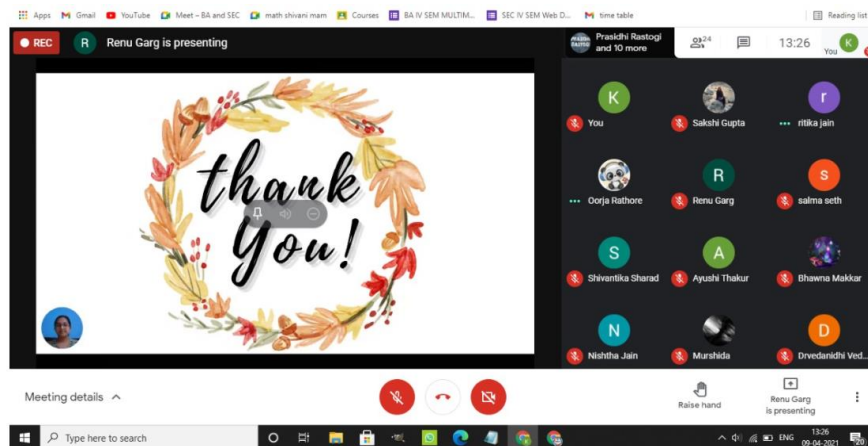 Apps
Gmail
YouTube
Meet – BA and SEC
math shivani mam
Courses
BA IV SEM MULTIM...
SEC IV SEM Web D...
time table
Reading list
REC
R
Renu Garg is presenting
Prasidhi Rastogi
and 10 more
24
13:26
You
K
thank
You!
K
You
Sakshi Gupta
r
ritika jain
Oorja Rathore
R
Renu Garg
s
salma seth
S
Shivantika Sharad
A
Ayushi Thakur
Bhawna Makkar
N
Nishtha Jain
Murshida
D
Drvedanidhi Ved...
Meeting details
Raise hand
Renu Garg
is presenting
Type here to search
ENG
13:26
09-04-2021